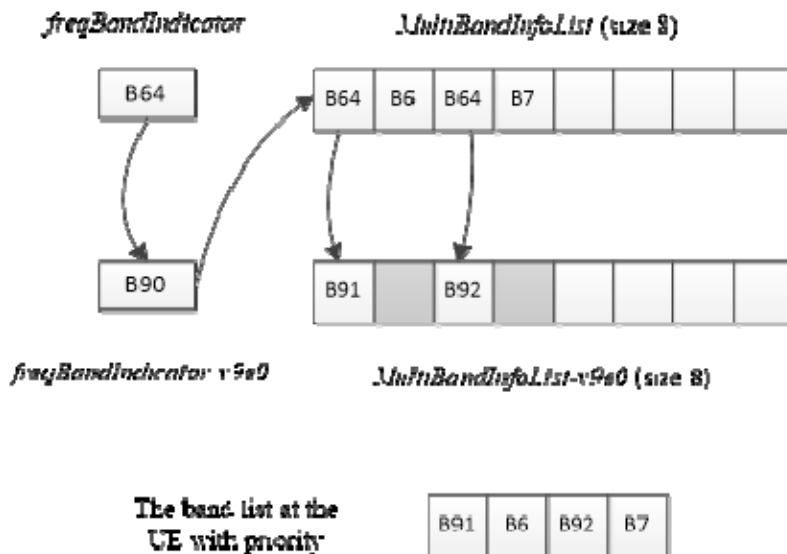 freqBandIndicator
MultiBandInfoList (size 8)
B64
B64 B6 B64 B7
B90
B91 B92
freqBandIndicator-v9e0
MultiBandInfoList-v9e0 (size 8)
The band list at the
UE with priority
B91 B6 B92 B7